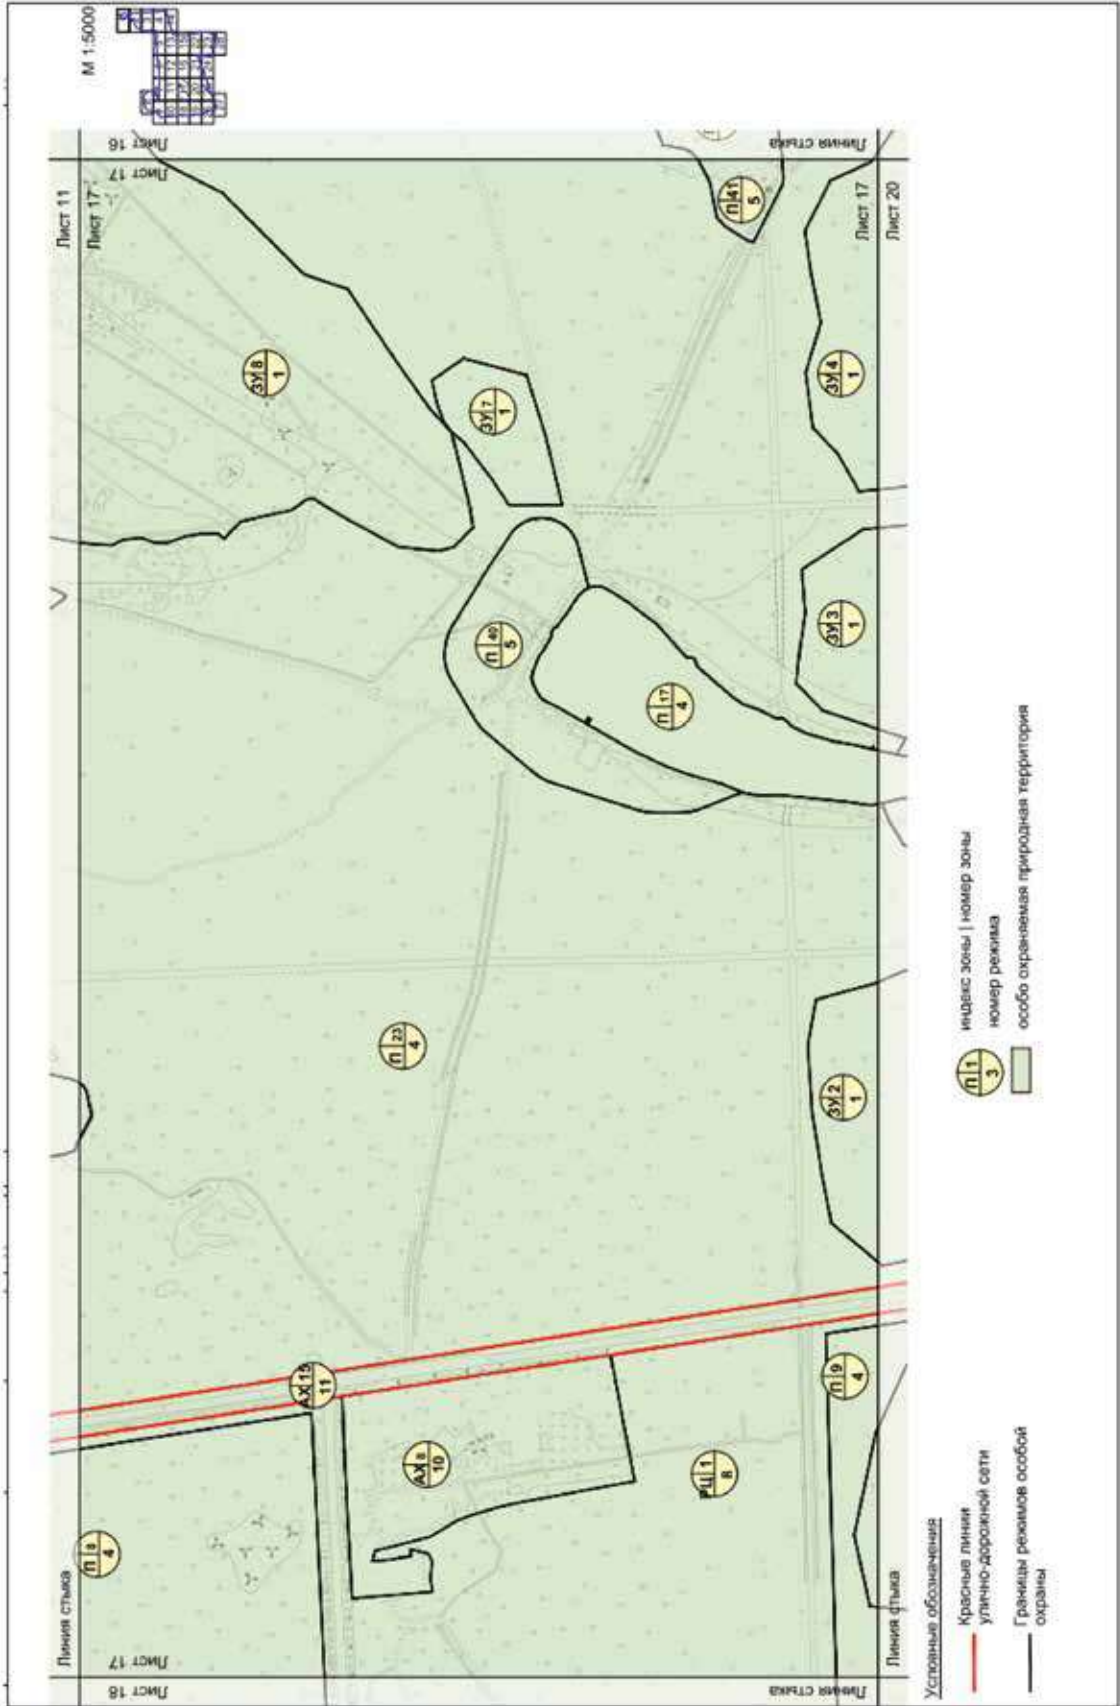 М 1:5000
Лист 11
Лист 17
Линия стыка
Лист 18
Лист 17
Лист 17
Лист 16
П 8
4
АХ 15
11
АХ 8
10
РЦ 1
8
П 9
4
П 23
4
ЗУ 2
1
П 40
5
П 17
4
ЗУ 3
1
ЗУ 8
1
ЗУ 7
1
ЗУ 4
1
П 41
5
Линия стыка
Линия стыка
Линия стыка
Лист 17
Лист 20
Условные обозначения
Красные линии
улично-дорожной сети
Границы режимов особой
охраны
П 1
3
индекс зоны | номер зоны
номер режима
особо охраняемая природная территория